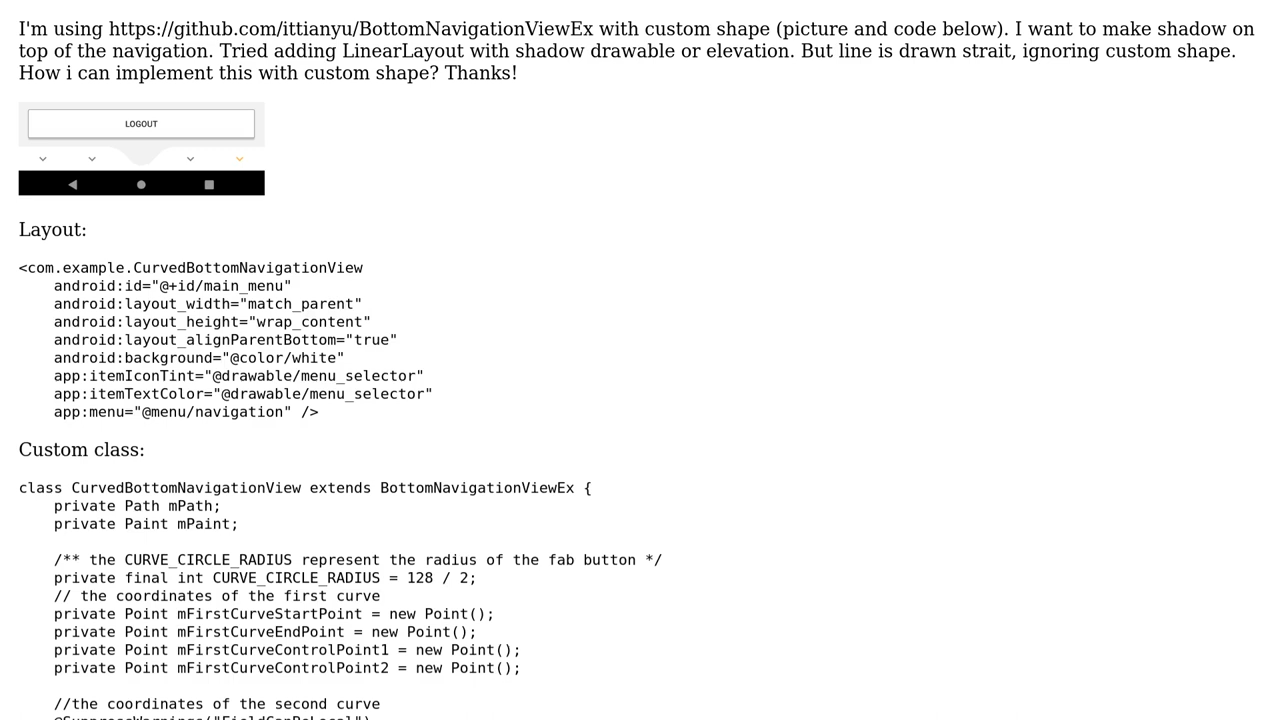 I'm using https://github.com/ittianyu/BottomNavigationViewEx with custom shape (picture and code below). I want to make shadow on
top of the navigation. Tried adding LinearLayout with shadow drawable or elevation. But line is drawn strait, ignoring custom shape.
How i can implement this with custom shape? Thanks!
LOGOUT
Layout:
<com.example.CurvedBottomNavigationView
    android:id="@+id/main_menu"
    android:layout_width="match_parent"
    android:layout_height="wrap_content"
    android:layout_alignParentBottom="true"
    android:background="@color/white"
    app:itemIconTint="@drawable/menu_selector"
    app:itemTextColor="@drawable/menu_selector"
    app:menu="@menu/navigation" />
Custom class:
class CurvedBottomNavigationView extends BottomNavigationViewEx {
    private Path mPath;
    private Paint mPaint;
    /** the CURVE_CIRCLE_RADIUS represent the radius of the fab button */
    private final int CURVE_CIRCLE_RADIUS = 128 / 2;
    // the coordinates of the first curve
    private Point mFirstCurveStartPoint = new Point();
    private Point mFirstCurveEndPoint = new Point();
    private Point mFirstCurveControlPoint1 = new Point();
    private Point mFirstCurveControlPoint2 = new Point();
    //the coordinates of the second curve
    @SuppressWarnings("FieldCanBeLocal")